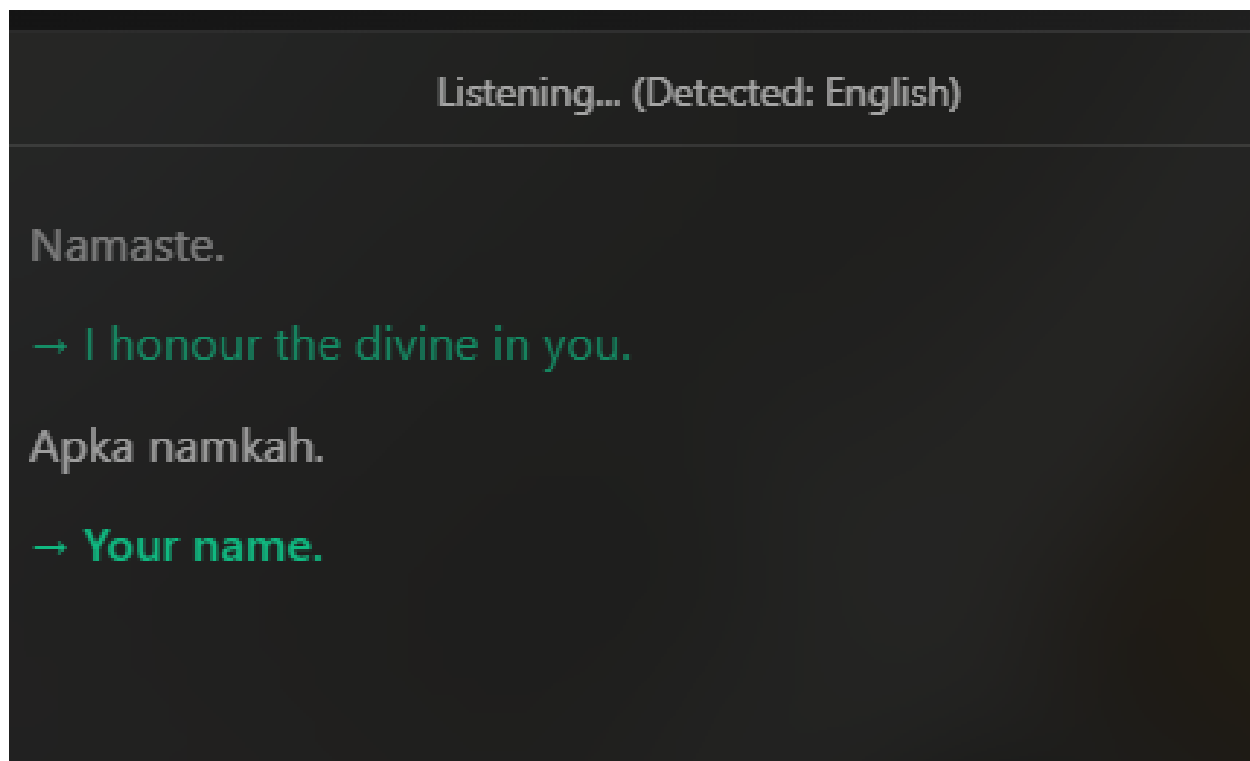 Listening... (Detected: English)
Namaste.
→ I honour the divine in you.
Apka namkah.
→ Your name.